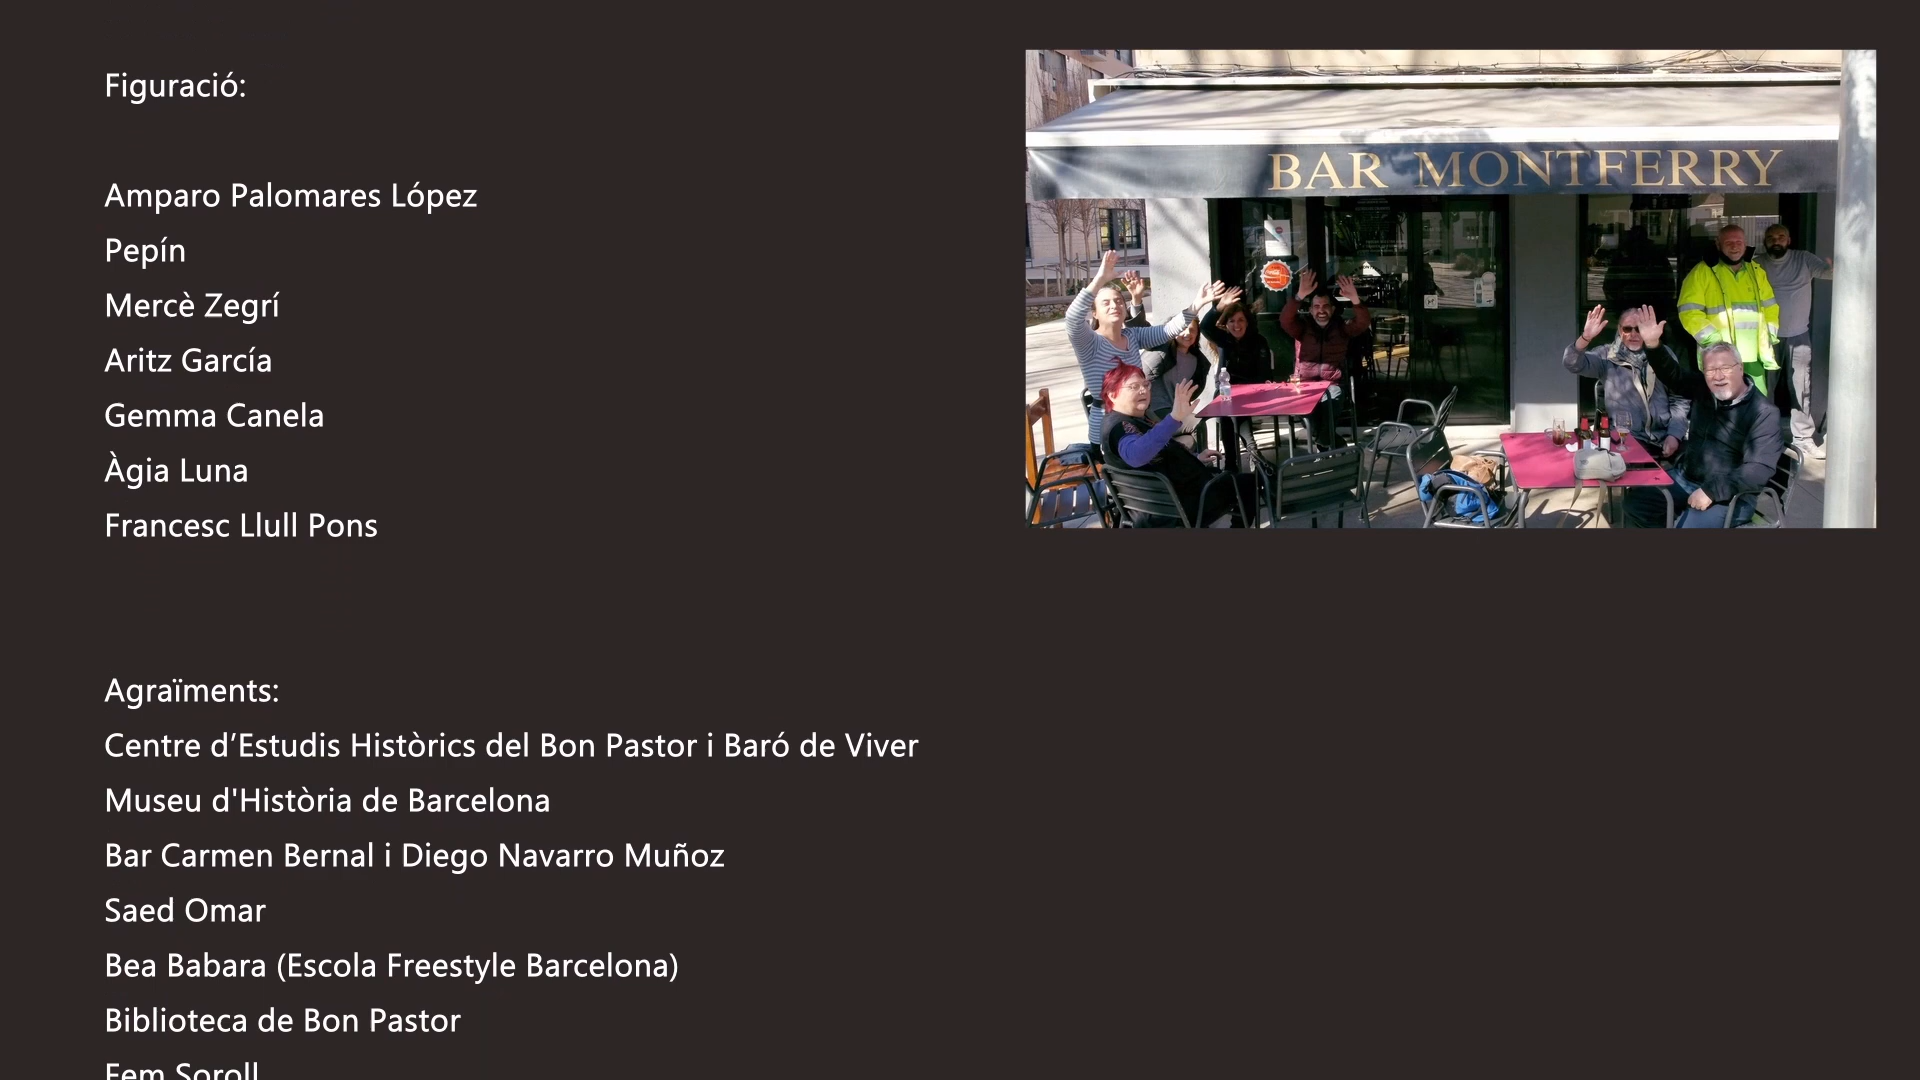 Figuració:
Amparo Palomares López
Pepín
Mercè Zegrí
Aritz García
Gemma Canela
Àgia Luna
Francesc Llull Pons
BAR MONTFERRY
Agraïments:
Centre d’Estudis Històrics del Bon Pastor i Baró de Viver
Museu d'Història de Barcelona
Bar Carmen Bernal i Diego Navarro Muñoz
Saed Omar
Bea Babara (Escola Freestyle Barcelona)
Biblioteca de Bon Pastor
Fem Soroll